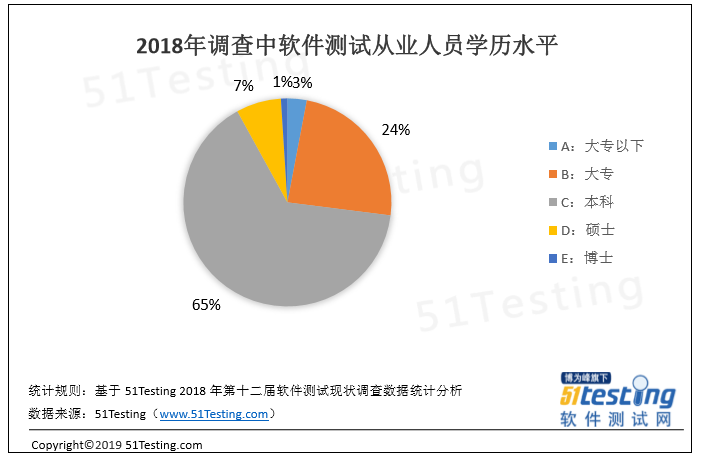 2018年调查中软件测试从业人员学历水平
1%
3%
7%
24%
65%
A：大专以下
B：大专
C：本科
D：硕士
E：博士
51Testing
51Testing
51Testing
统计规则：基于 51Testing 2018 年第十二届软件测试现状调查数据统计分析
数据来源：51Testing（www.51Testing.com）
博为峰旗下
51testing
软件测试网
Copyright©2019 51Testing.com